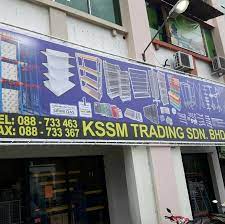 TEL: 088 - 733 463
FAX: 088 - 733 367
KSSM TRADING SDN. BHD